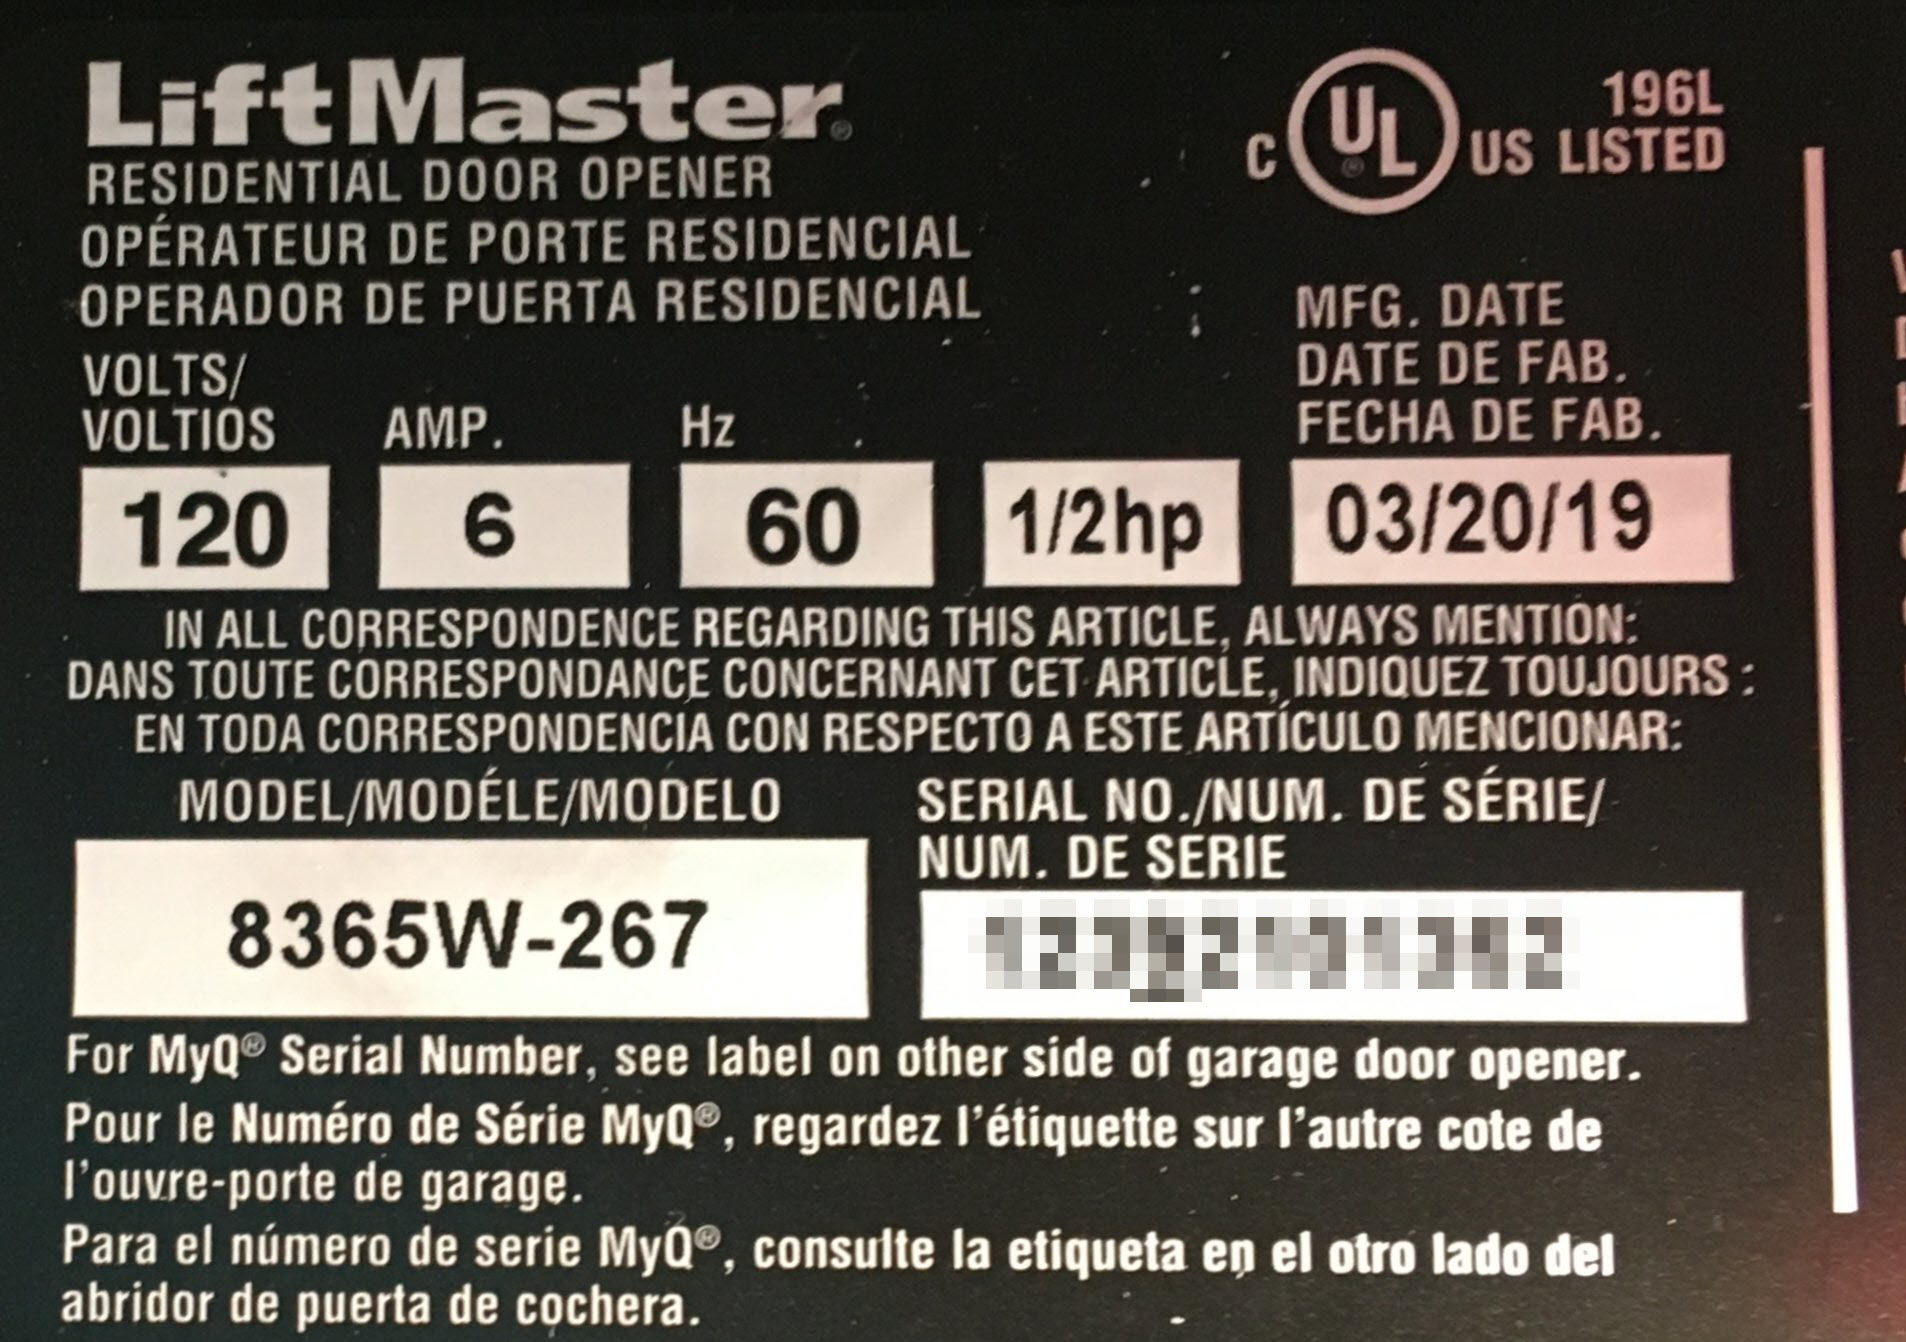 LiftMaster®
RESIDENTIAL DOOR OPENER
OPÉRATEUR DE PORTE RESIDENCIAL
OPERADOR DE PUERTA RESIDENCIAL
C UL® US 196L LISTED
VOLTS/
VOLTIOS
AMP.
Hz
MFG. DATE
DATE DE FAB.
FECHA DE FAB.
120 6 60 1/2hp 03/20/19
IN ALL CORRESPONDENCE REGARDING THIS ARTICLE, ALWAYS MENTION:
DANS TOUTE CORRESPONDANCE CONCERNANT CET ARTICLE, INDIQUEZ TOUJOURS :
EN TODA CORRESPONDENCIA CON RESPECTO A ESTE ARTÍCULO MENCIONAR:
MODEL/MODÉLE/MODELO
8365W-267
SERIAL NO./NUM. DE SÉRIE/
NUM. DE SERIE
For MyQ® Serial Number, see label on other side of garage door opener.
Pour le Numéro de Série MyQ®, regardez l'étiquette sur l'autre cote de
l'ouvre-porte de garage.
Para el número de serie MyQ®, consulte la etiqueta en el otro lado del
abridor de puerta de cochera.